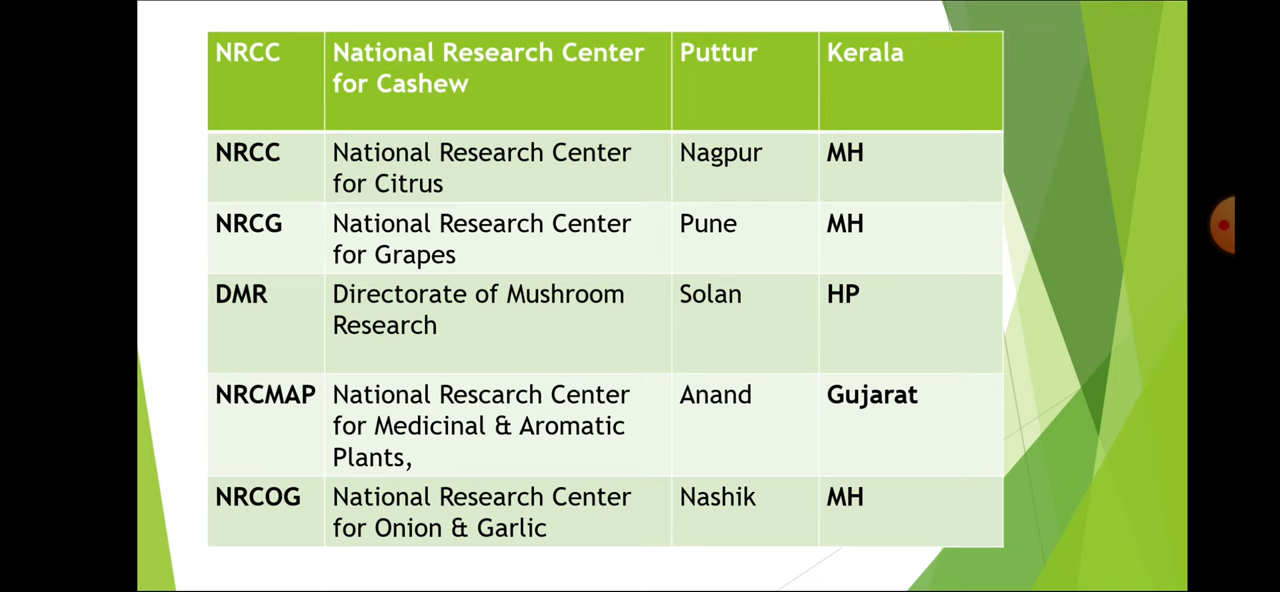 NRCC National Research Center Puttur Kerala
for Cashew
NRCC National Research Center Nagpur MH
for Citrus
NRCG National Research Center Pune MH
for Grapes
DMR Directorate of Mushroom Solan HP
Research
NRCMAP National Rescarch Center Anand Gujarat
for Medicinal & Aromatic
Plants,
NRCOG National Research Center Nashik MH
for Onion & Garlic